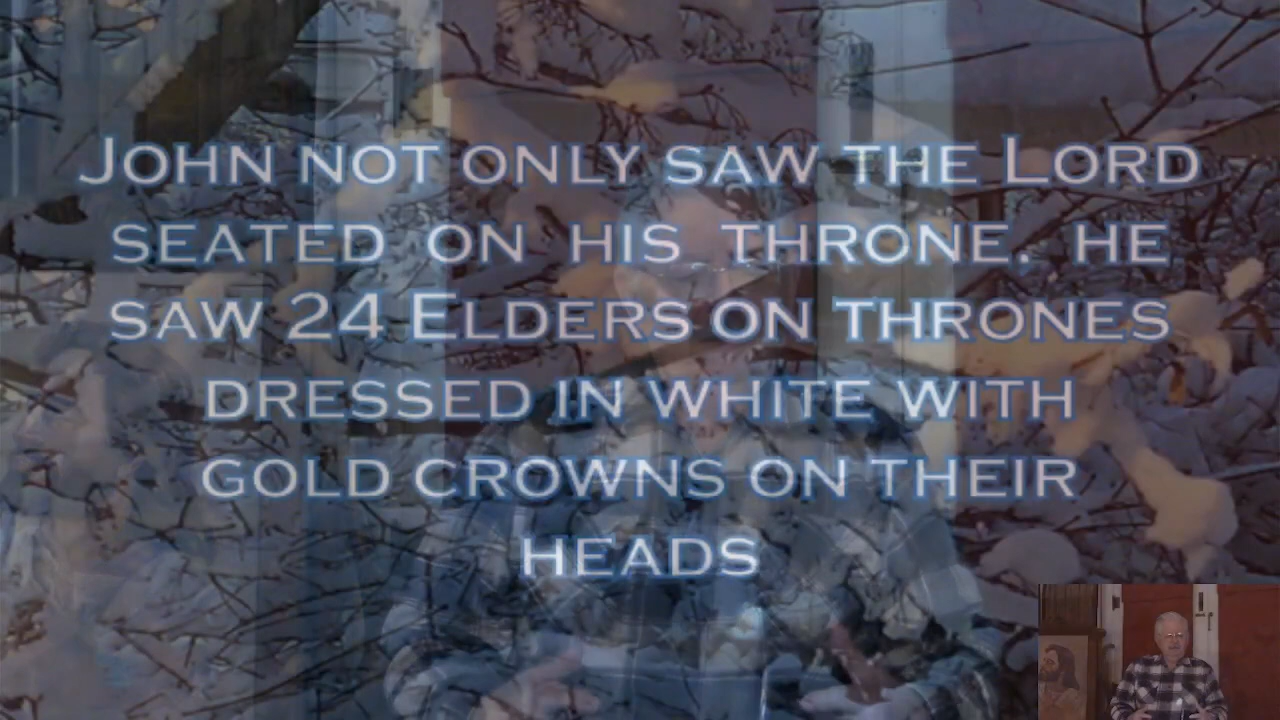 John not only saw the Lord
seated on his throne. he
saw 24 Elders on thrones
dressed in white with
gold crowns on their
heads